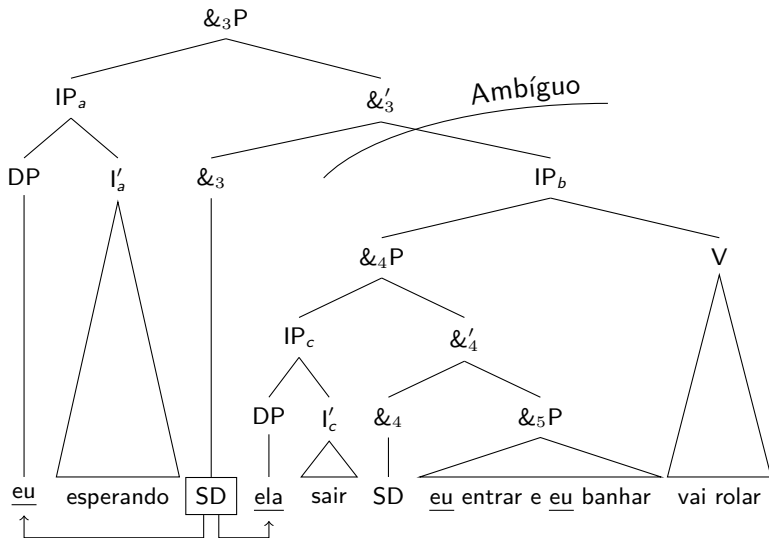 &₃P
IPₐ &′₃
Ambíguo
DP I′ₐ &₃ IP_b
&₄P V
IP_c &′₄
DP I′_c &₄ &₅P
eu esperando SD ela sair SD eu entrar e eu banhar vai rolar